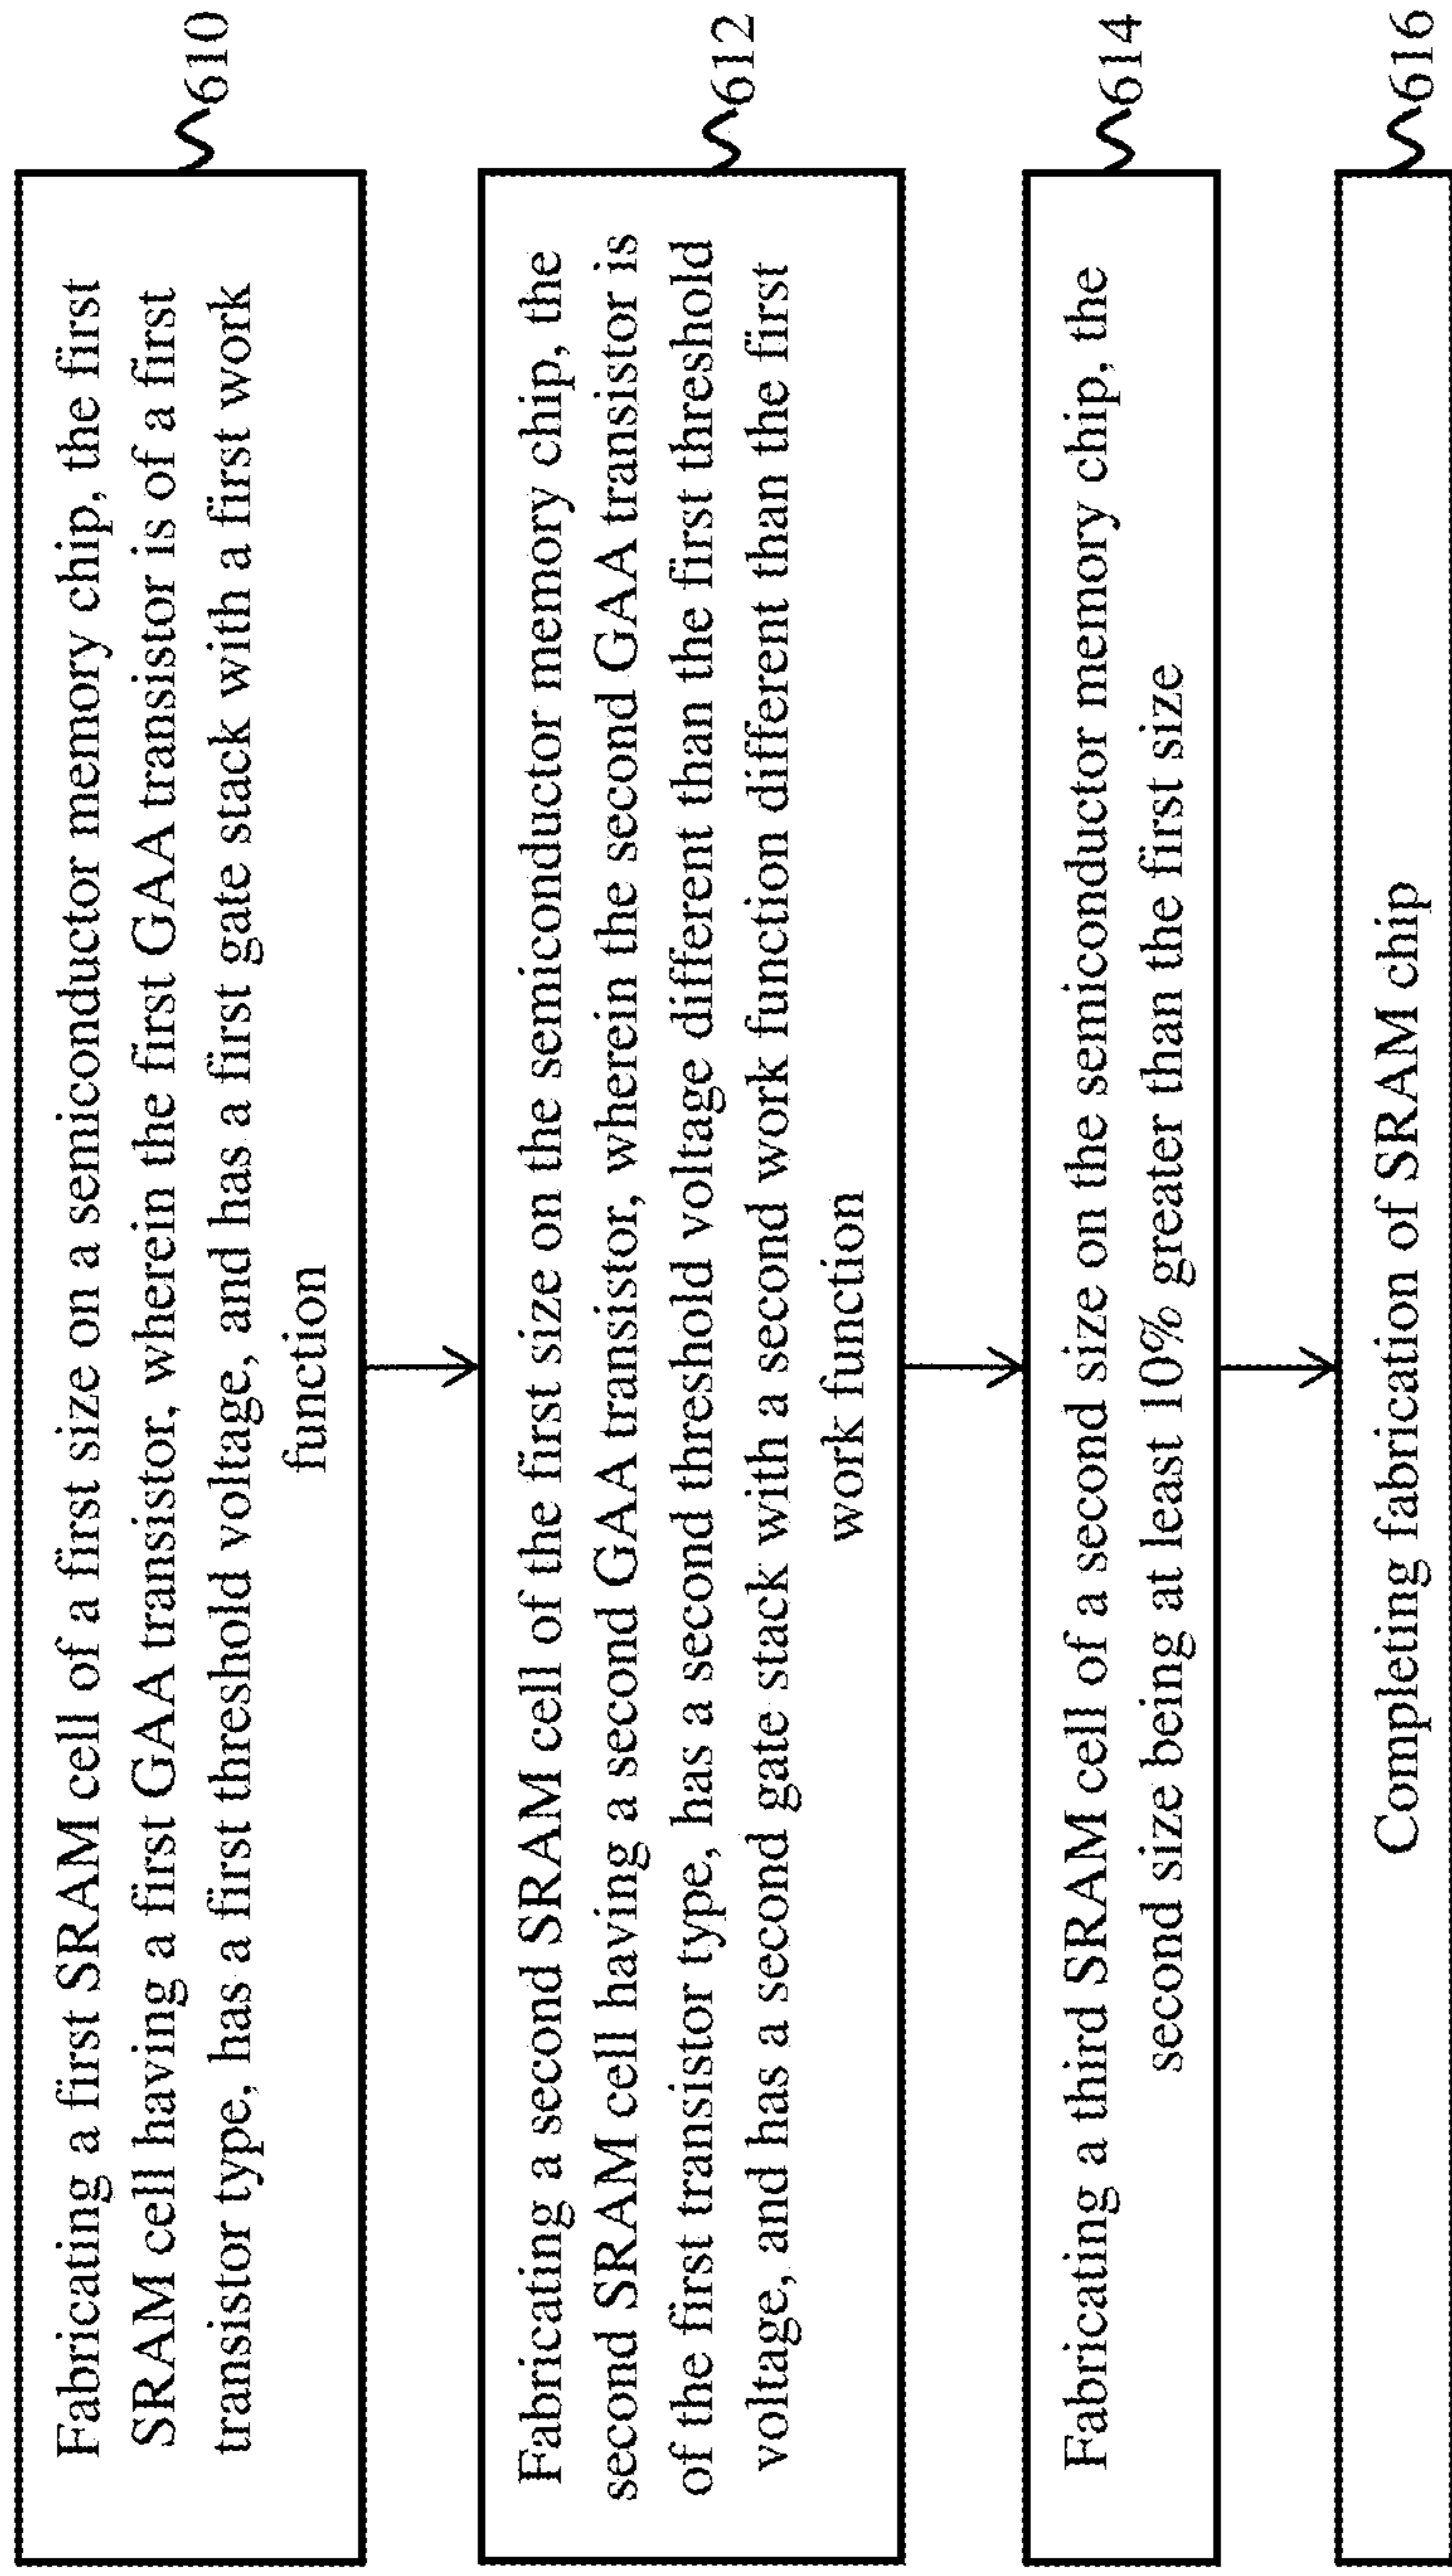 Fabricating a first SRAM cell of a first size on a semiconductor memory chip, the first
SRAM cell having a first GAA transistor, wherein the first GAA transistor is of a first
transistor type, has a first threshold voltage, and has a first gate stack with a first work
function
610
Fabricating a second SRAM cell of the first size on the semiconductor memory chip, the
second SRAM cell having a second GAA transistor, wherein the second GAA transistor is
of the first transistor type, has a second threshold voltage different than the first threshold
voltage, and has a second gate stack with a second work function different than the first
work function
612
Fabricating a third SRAM cell of a second size on the semiconductor memory chip, the
second size being at least 10% greater than the first size
614
Completing fabrication of SRAM chip
616